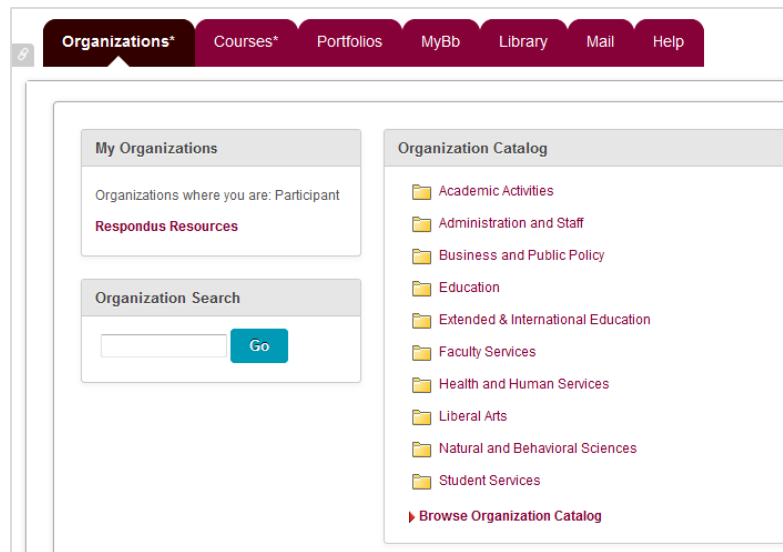 Organizations* Courses* Portfolios MyBb Library Mail Help
My Organizations
Organizations where you are: Participant
Respondus Resources
Organization Search
Go
Organization Catalog
Academic Activities
Administration and Staff
Business and Public Policy
Education
Extended & International Education
Faculty Services
Health and Human Services
Liberal Arts
Natural and Behavioral Sciences
Student Services
Browse Organization Catalog